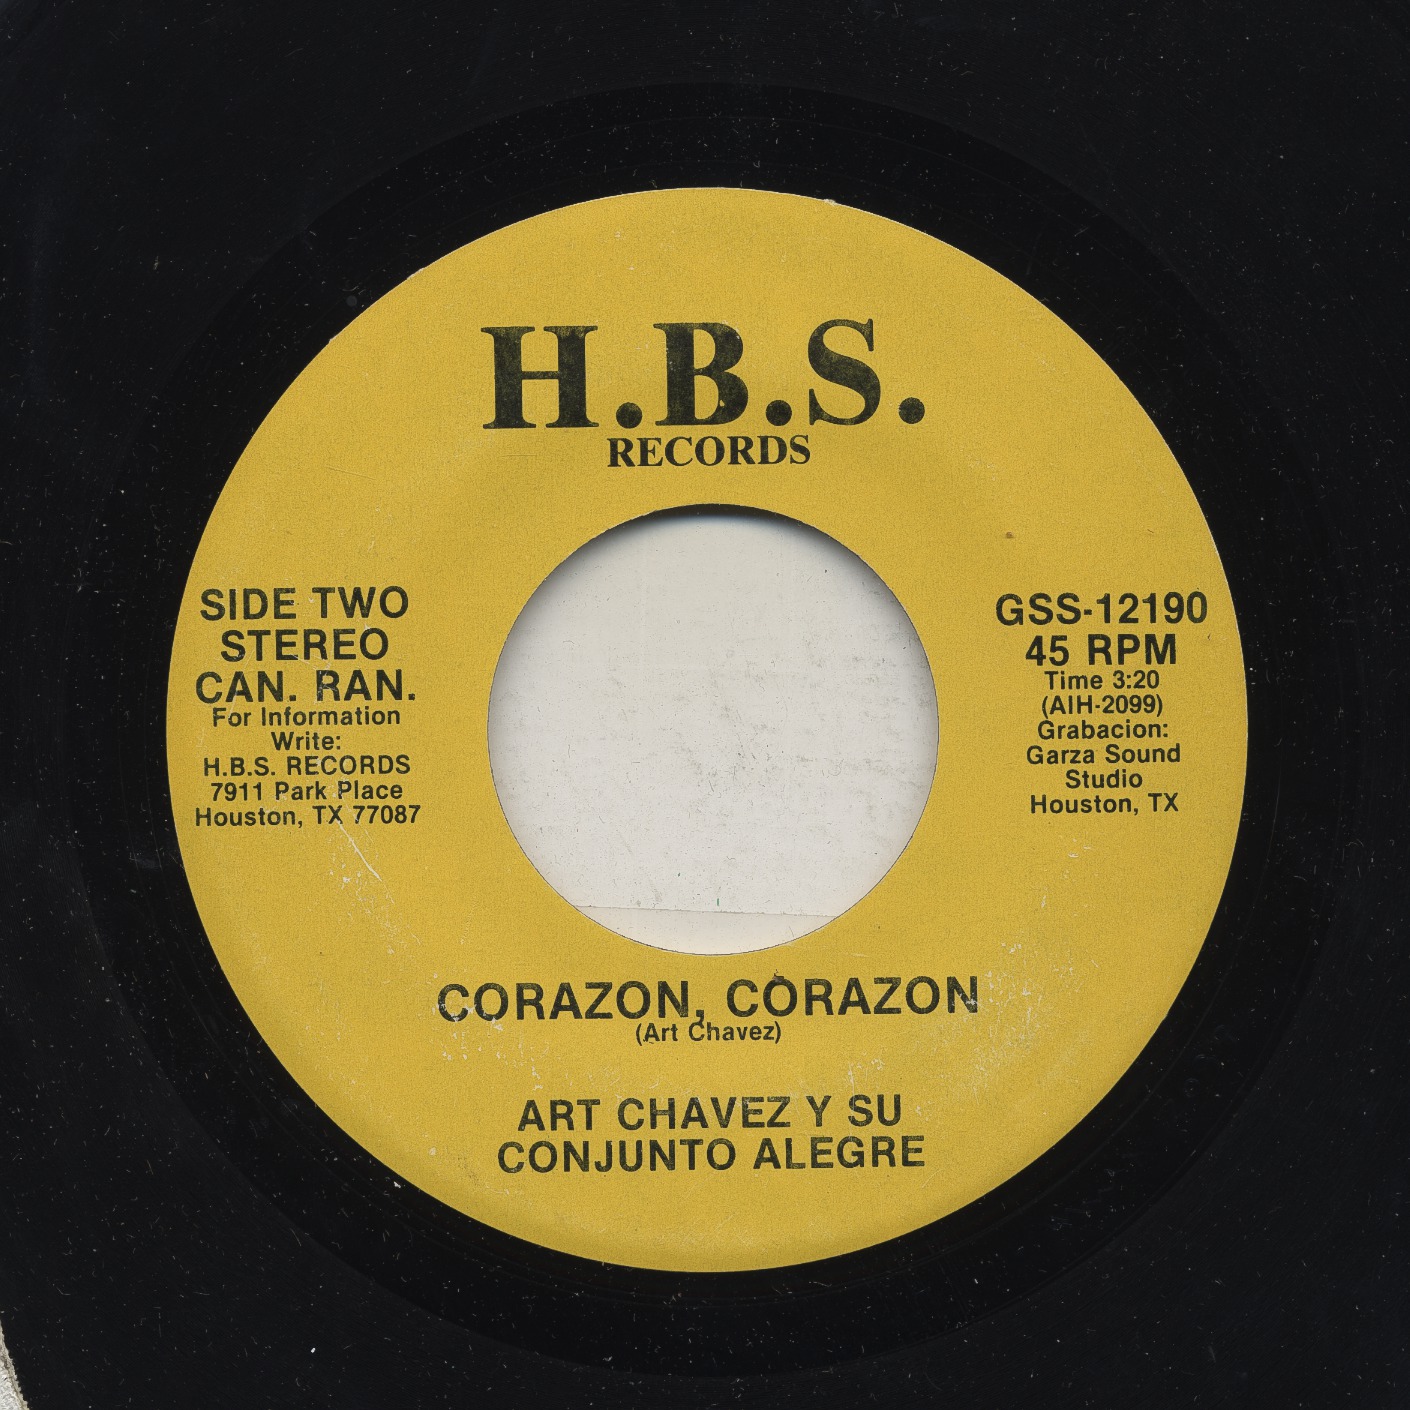 H.B.S.
RECORDS
SIDE TWO
STEREO
CAN. RAN.
For Information
Write:
H.B.S. RECORDS
7911 Park Place
Houston, TX 77087
GSS-12190
45 RPM
Time 3:20
(AIH-2099)
Grabacion:
Garza Sound
Studio
Houston, TX
CORAZON, CORAZON
(Art Chavez)
ART CHAVEZ Y SU
CONJUNTO ALEGRE